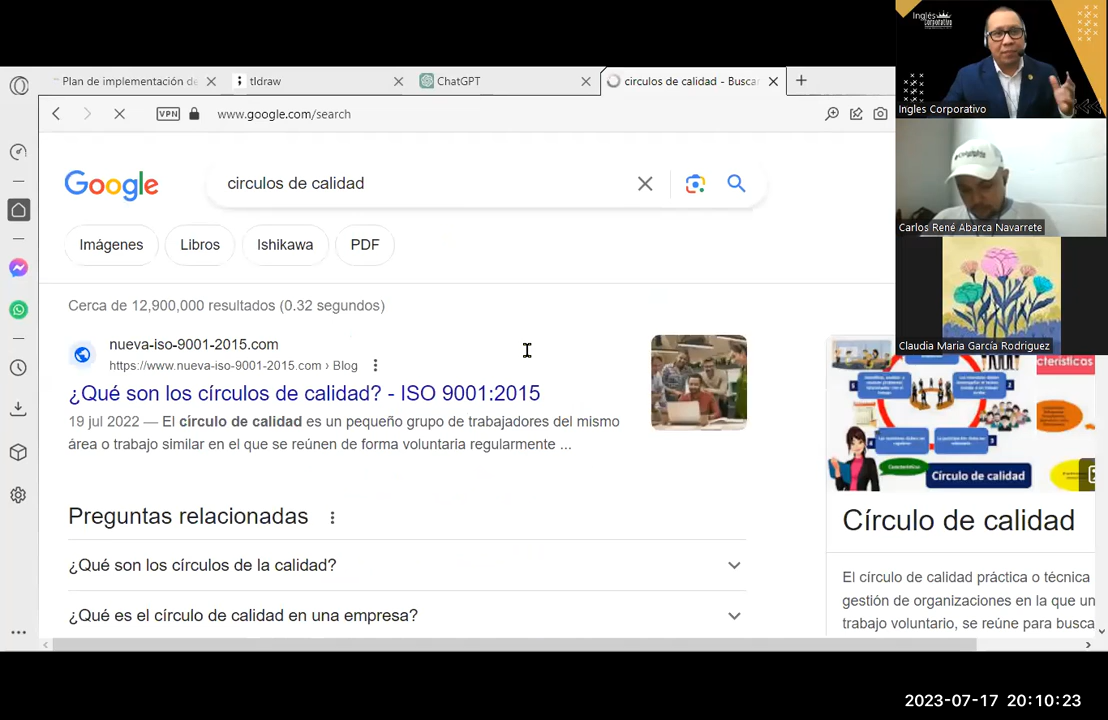 Plan de implementación de
tldraw
ChatGPT
circulos de calidad - Busca
VPN
www.google.com/search
Google
circulos de calidad
Imágenes
Libros
Ishikawa
PDF
Cerca de 12,900,000 resultados (0.32 segundos)
nueva-iso-9001-2015.com
https://www.nueva-iso-9001-2015.com › Blog
¿Qué son los círculos de calidad? - ISO 9001:2015
19 jul 2022 — El círculo de calidad es un pequeño grupo de trabajadores del mismo
área o trabajo similar en el que se reúnen de forma voluntaria regularmente ...
Preguntas relacionadas
¿Qué son los círculos de la calidad?
¿Qué es el círculo de calidad en una empresa?
Círculo de calidad
Círculo de calidad
El círculo de calidad práctica o técnica
gestión de organizaciones en la que un
trabajo voluntario, se reúne para busca
Inglés
Corporativo
Ingles Corporativo
Carlos René Abarca Navarrete
Claudia Maria García Rodriguez
2023-07-17 20:10:23